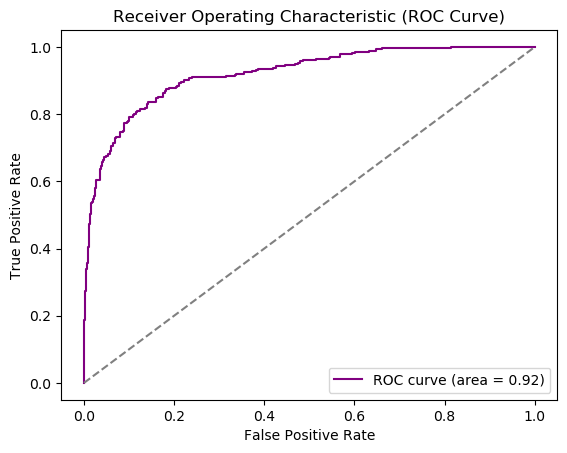 Receiver Operating Characteristic (ROC Curve)
1.0
0.8
0.6
0.4
0.2
0.0
True Positive Rate
ROC curve (area = 0.92)
0.0 0.2 0.4 0.6 0.8 1.0
False Positive Rate